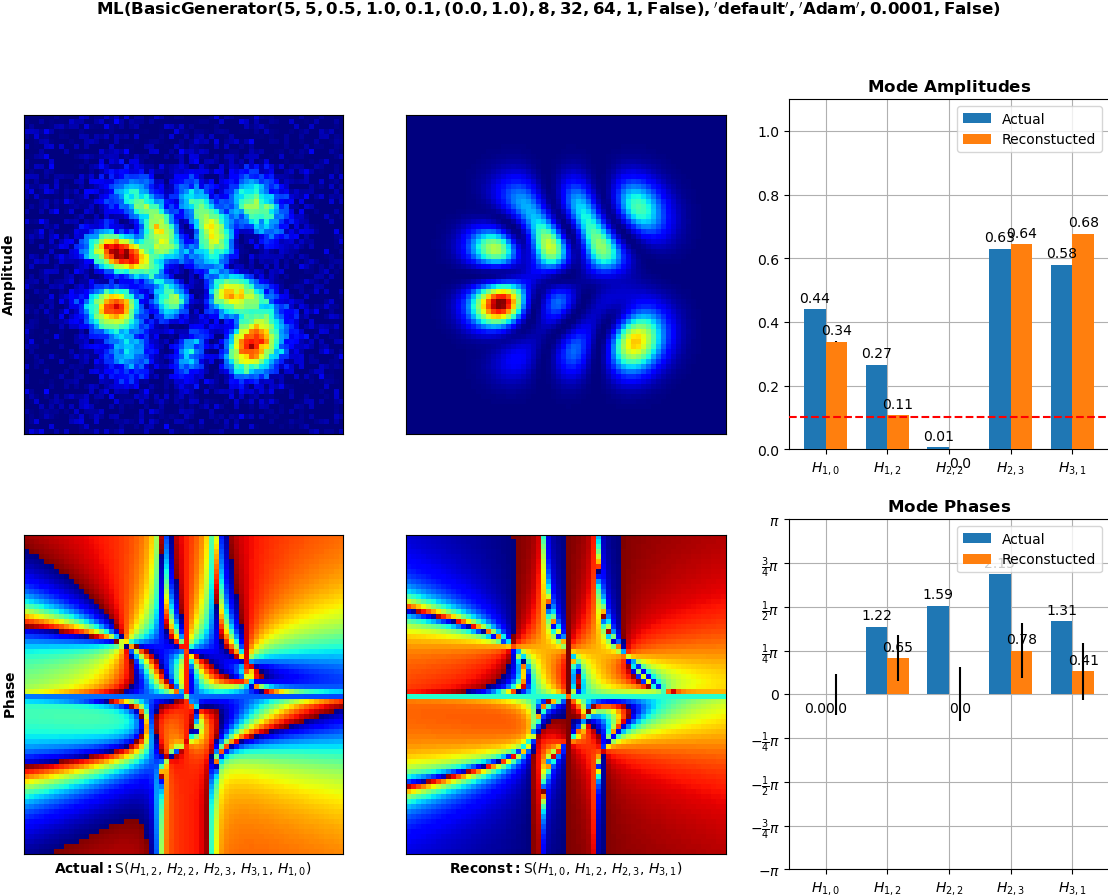 ML(BasicGenerator(5, 5, 0.5, 1.0, 0.1, (0.0, 1.0), 8, 32, 64, 1, False), ′default′, ′Adam′, 0.0001, False)
Amplitude
Mode Amplitudes
Actual
Reconstucted
1.0
0.8
0.6
0.4
0.2
0.0
0.44
0.34
0.27
0.11
0.01
0.0
0.63
0.64
0.58
0.68
H1, 0
H1, 2
H2, 2
H2, 3
H3, 1
Phase
Actual: S(H1, 2, H2, 2, H2, 3, H3, 1, H1, 0)
Reconst: S(H1, 0, H1, 2, H2, 3, H3, 1)
Mode Phases
Actual
Reconstucted
π
3/4π
1/2π
1/4π
0
−1/4π
−1/2π
−3/4π
−π
0.0
0.0
1.22
0.65
1.59
0.0
0.78
1.31
0.41
H1, 0
H1, 2
H2, 2
H2, 3
H3, 1